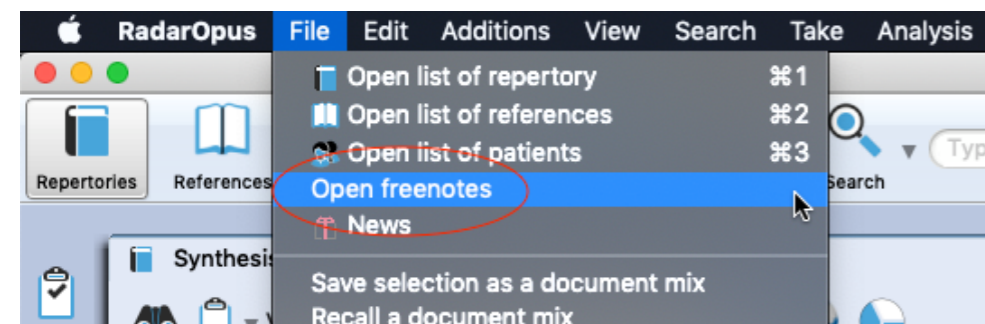 RadarOpus File Edit Additions View Search Take Analysis
Open list of repertory ⌘1
Open list of references ⌘2
Open list of patients ⌘3
Open freenotes
News
Save selection as a document mix
Recall a document mix
Repertories References
Search
Typ
Synthesis